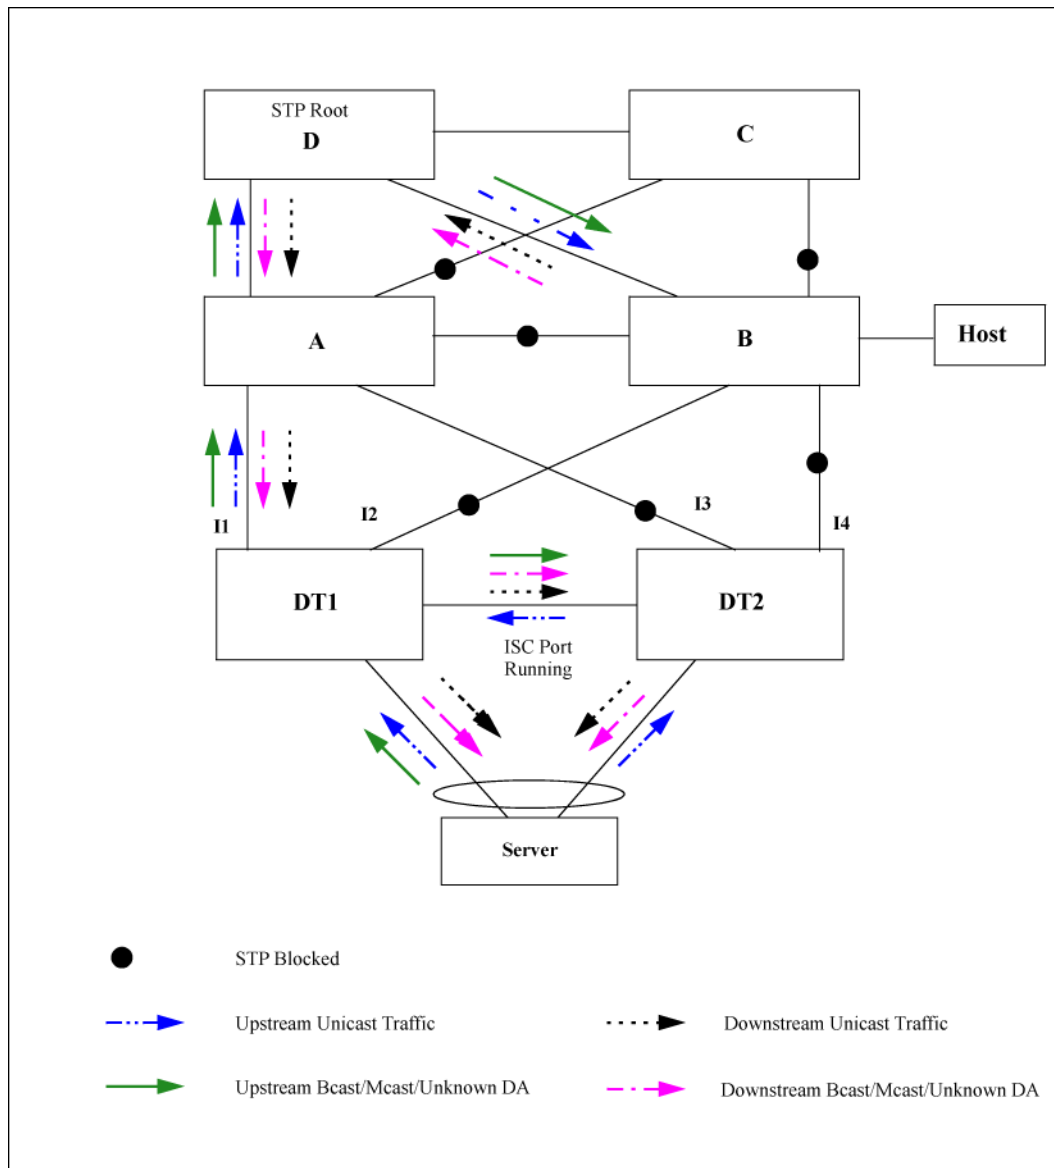 STP Root
D
C
A
B
Host
I1
I2
I3
I4
DT1
DT2
ISC Port
Running
Server
STP Blocked
Upstream Unicast Traffic
Downstream Unicast Traffic
Upstream Bcast/Mcast/Unknown DA
Downstream Bcast/Mcast/Unknown DA